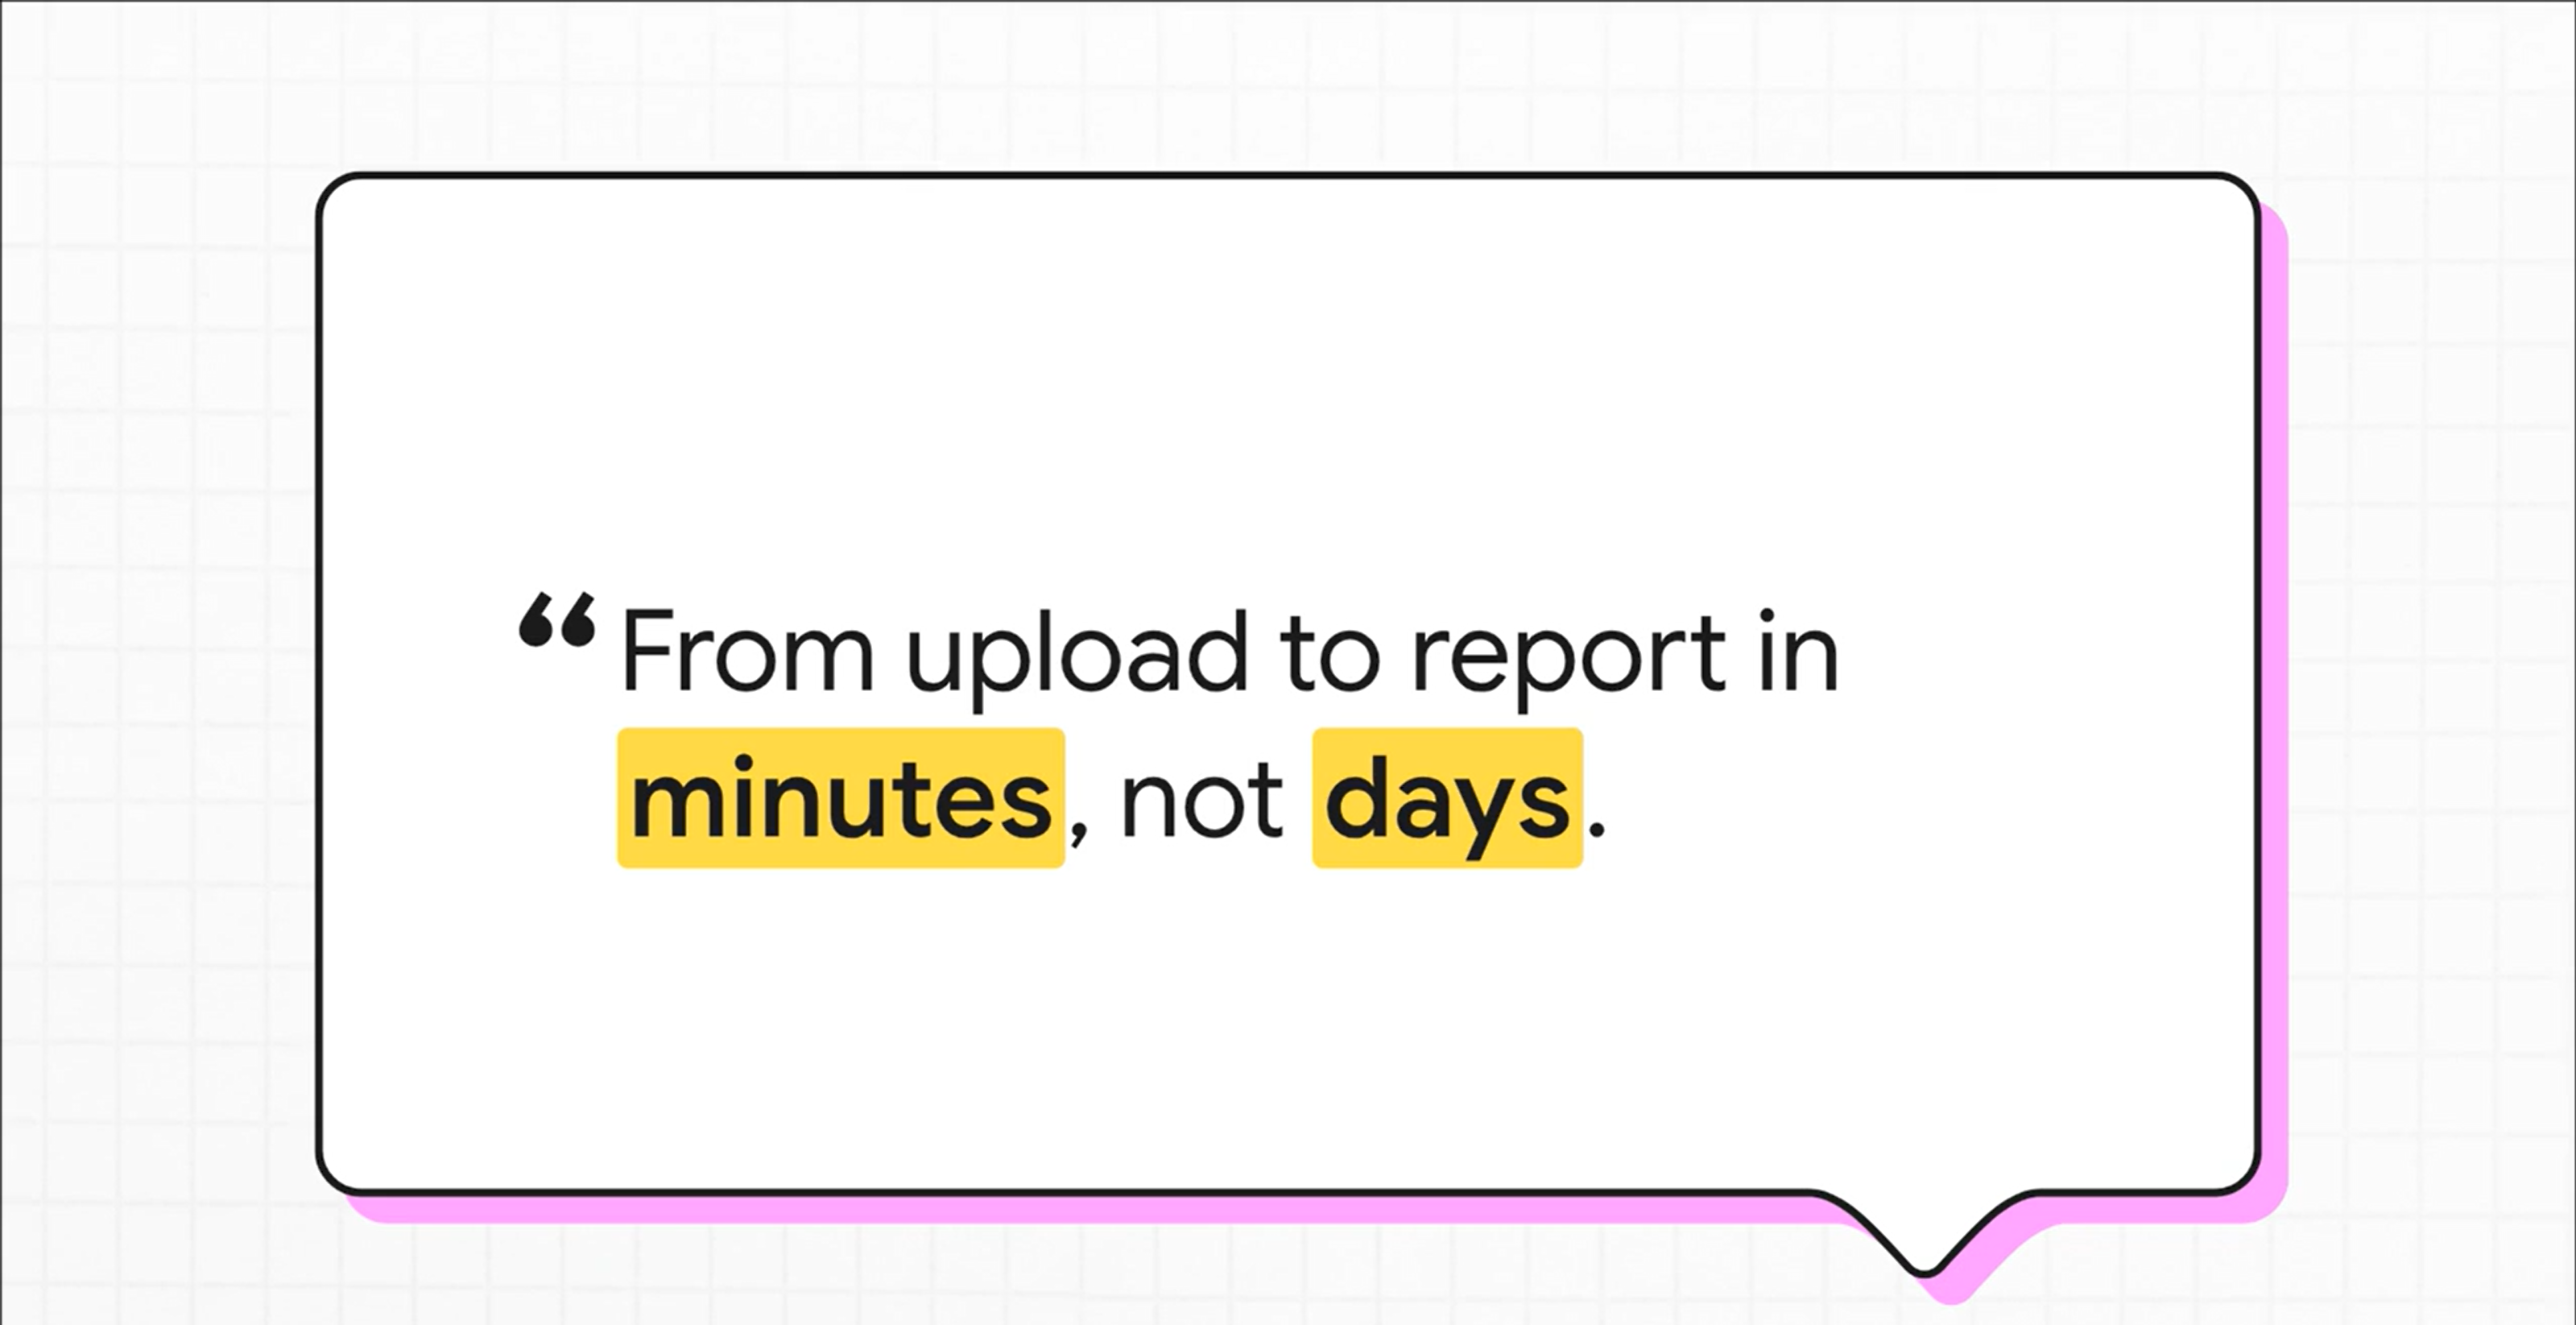 “From upload to report in
minutes, not days.